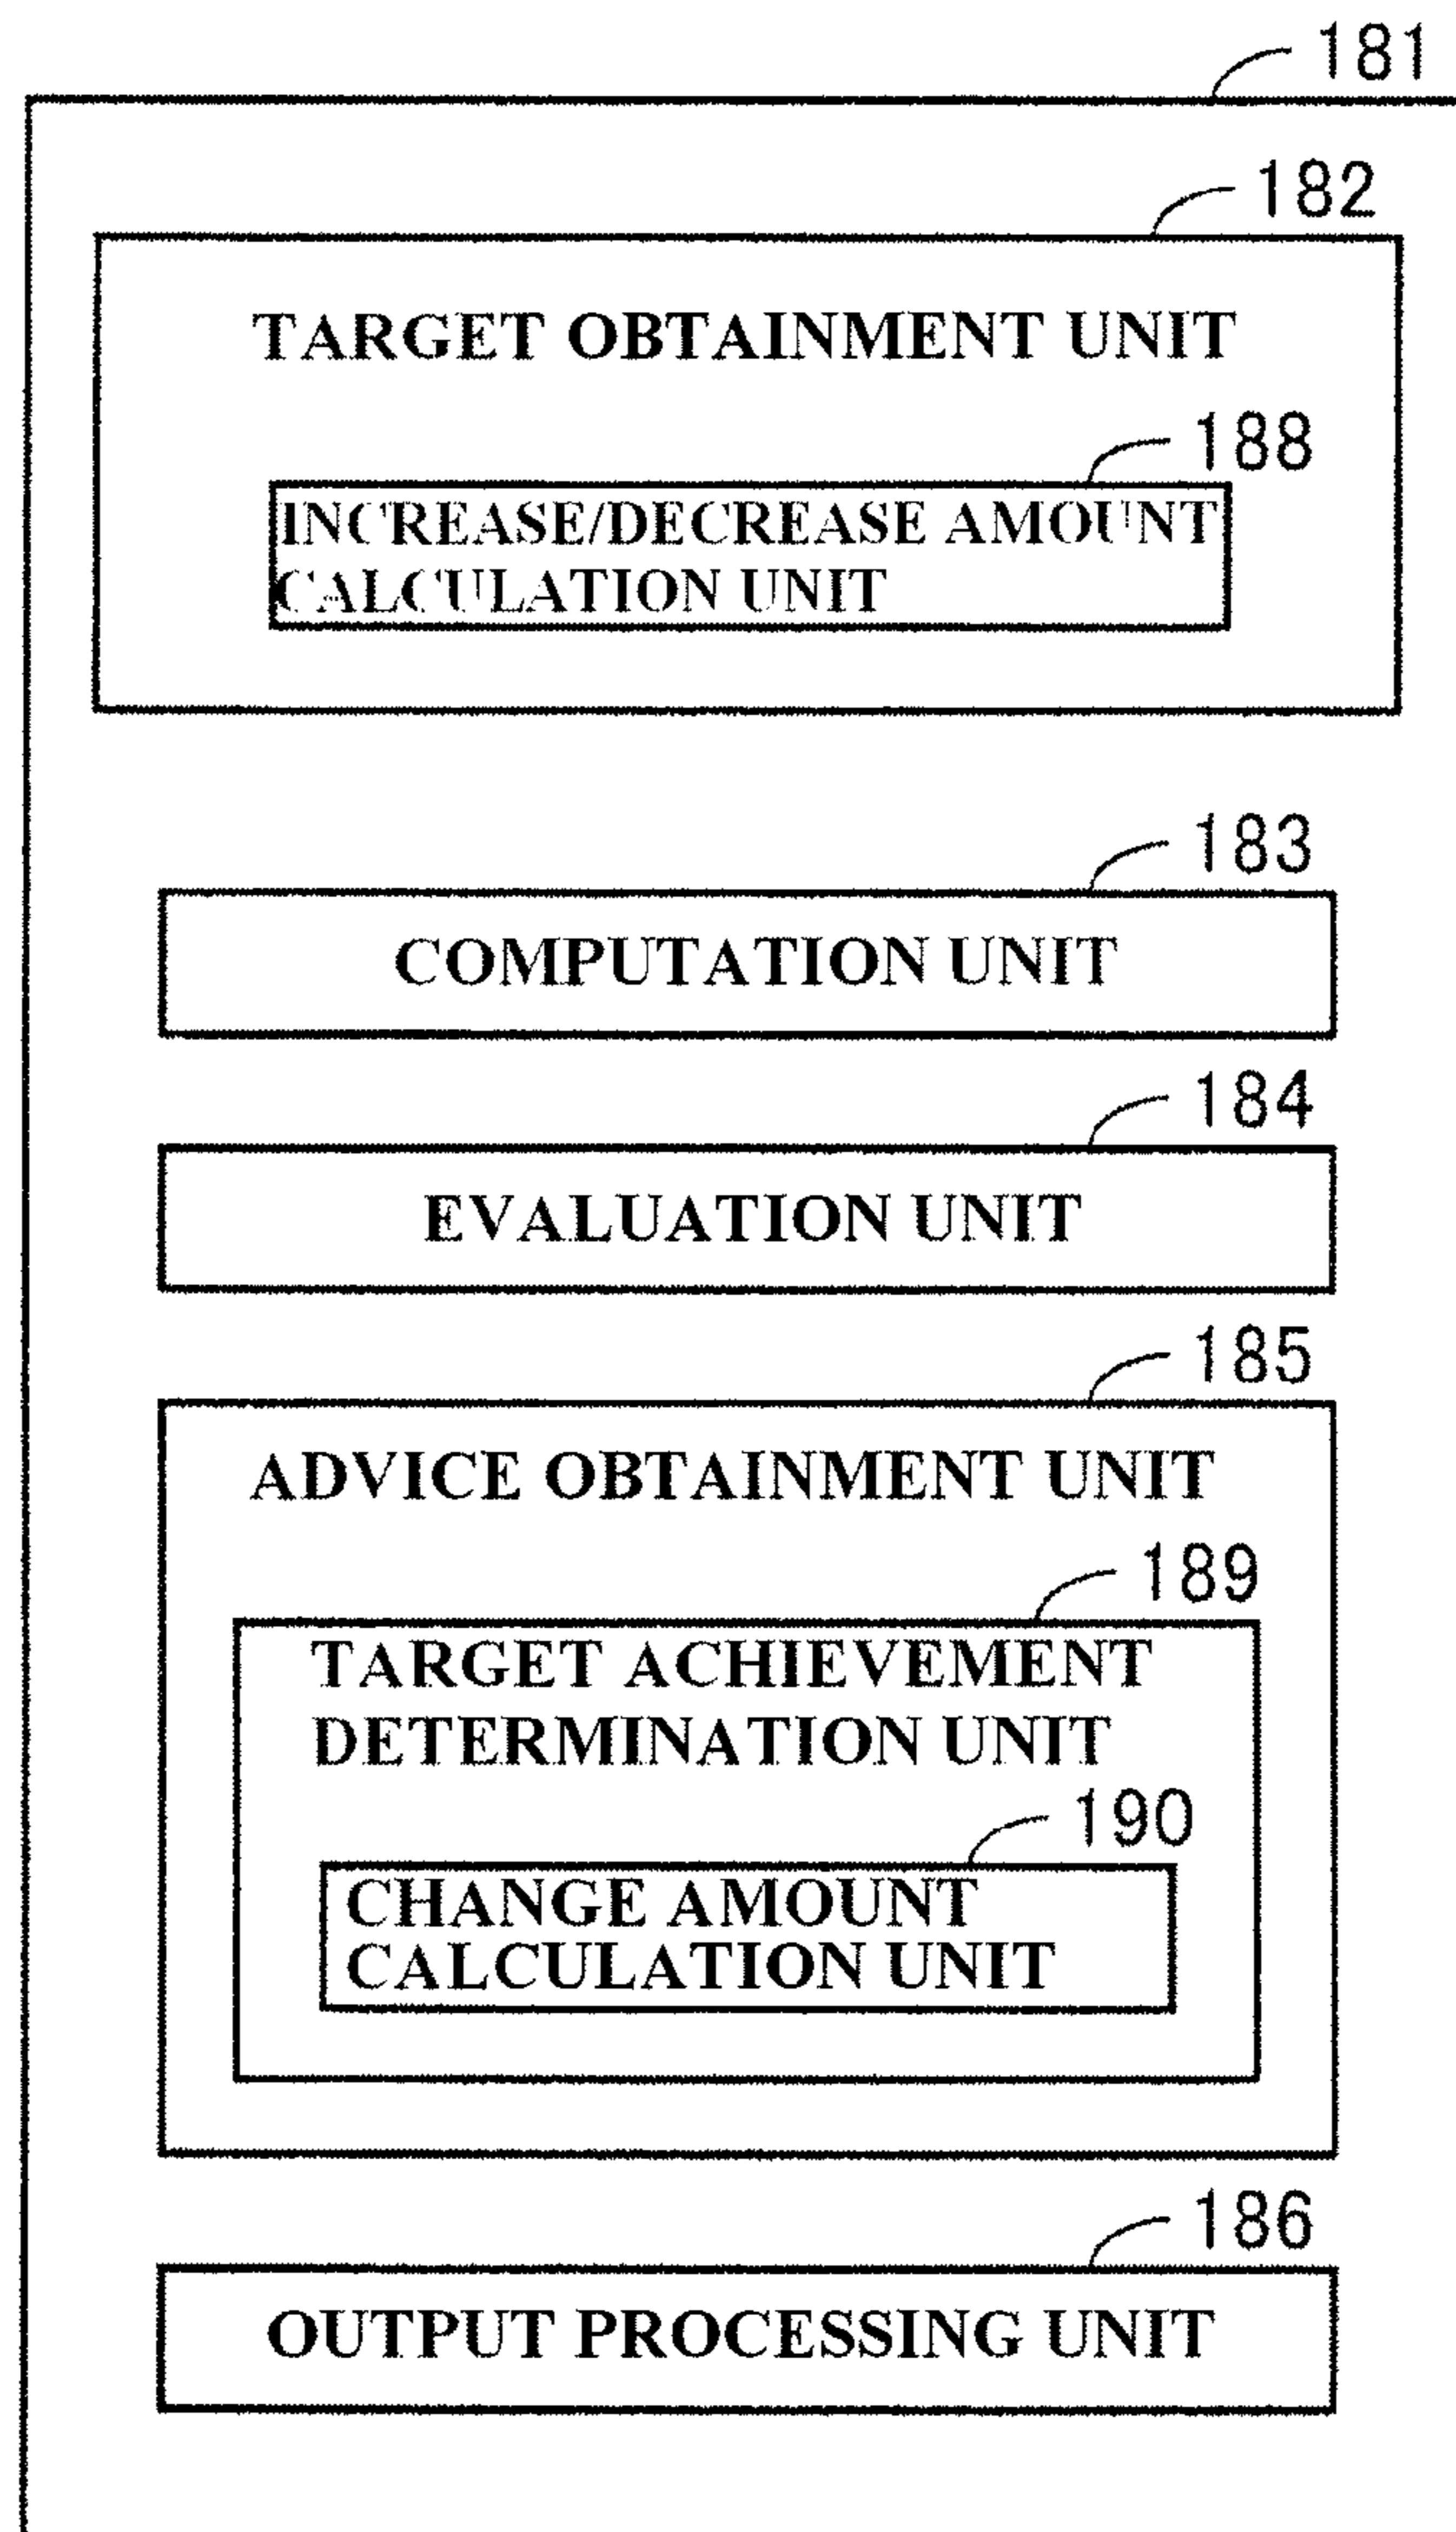 181
182
TARGET OBTAINMENT UNIT
188
INCREASE/DECREASE AMOUNT
CALCULATION UNIT
183
COMPUTATION UNIT
184
EVALUATION UNIT
185
ADVICE OBTAINMENT UNIT
189
TARGET ACHIEVEMENT
DETERMINATION UNIT
190
CHANGE AMOUNT
CALCULATION UNIT
186
OUTPUT PROCESSING UNIT